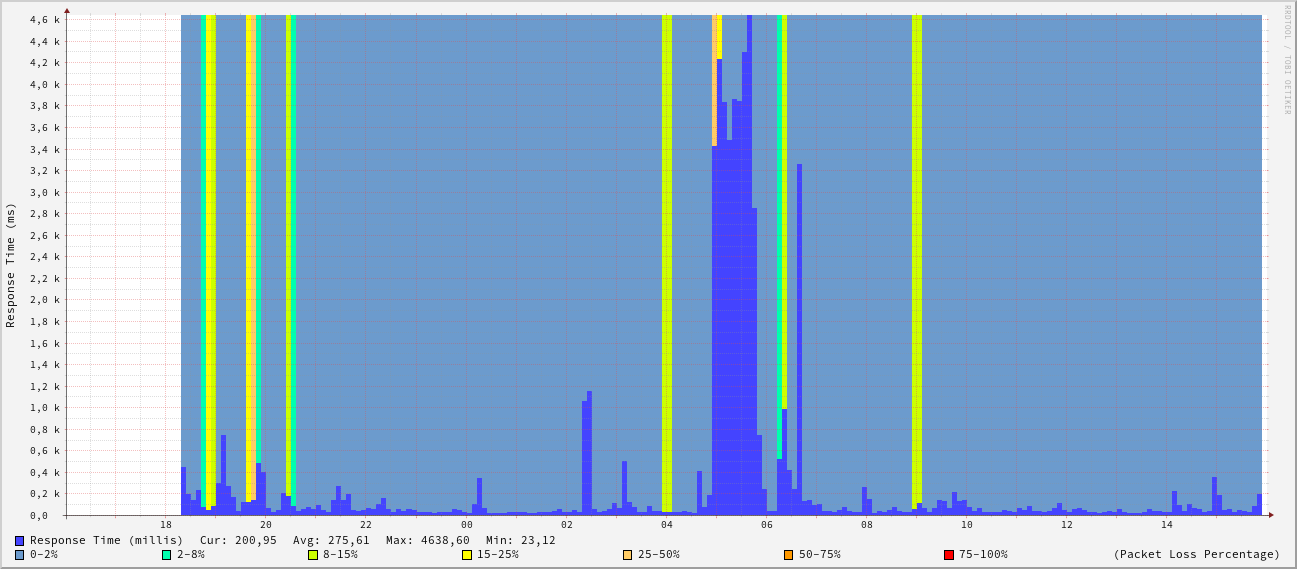 RRDTOOL / TOBI OETIKER
Response Time (ms)
4,6 k
4,4 k
4,2 k
4,0 k
3,8 k
3,6 k
3,4 k
3,2 k
3,0 k
2,8 k
2,6 k
2,4 k
2,2 k
2,0 k
1,8 k
1,6 k
1,4 k
1,2 k
1,0 k
0,8 k
0,6 k
0,4 k
0,2 k
0,0
18 20 22 00 02 04 06 08 10 12 14
Response Time (millis) Cur: 200,95 Avg: 275,61 Max: 4638,60 Min: 23,12
0-2% 2-8% 8-15% 15-25% 25-50% 50-75% 75-100% (Packet Loss Percentage)